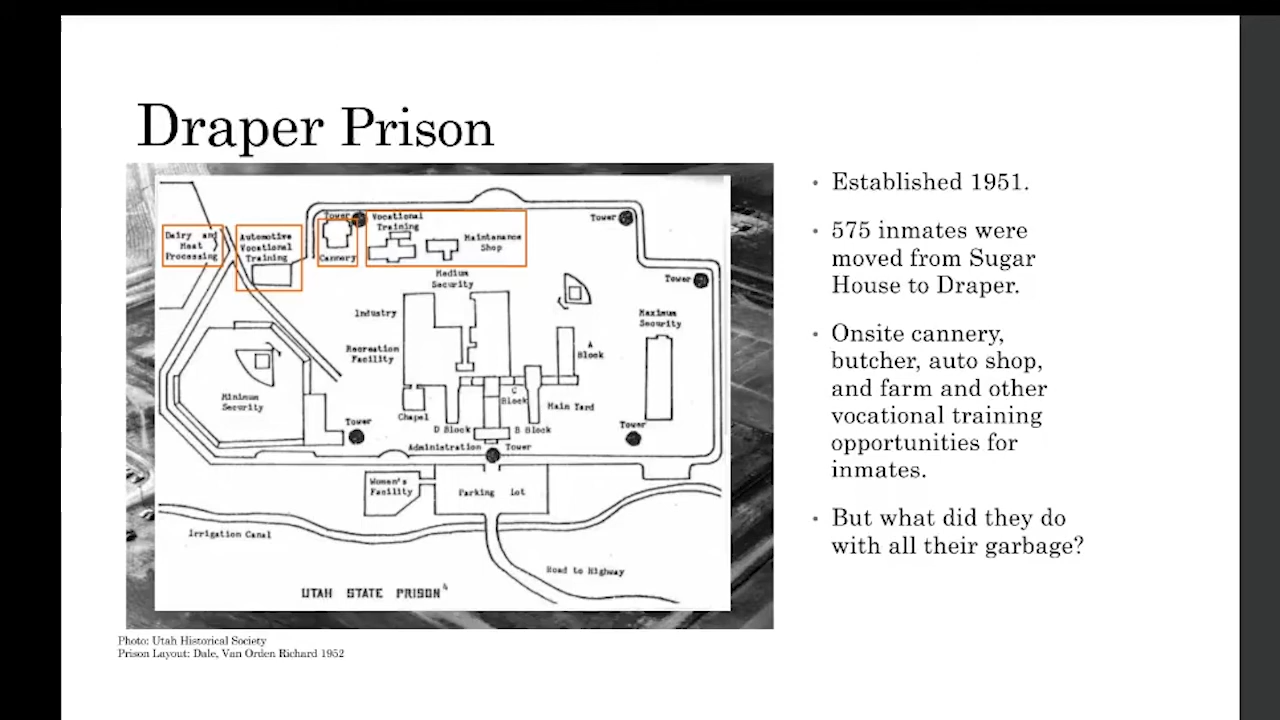 Draper Prison
Tower
Vocational
Training
Tower
Dairy and
Meat
Processing
Automotive
Vocational
Training
Maintenance
Shop
Cannery
Medium
Security
Tower
Industry
Maximum
Security
Recreation
Facility
A
Block
Minimum
Security
C
Block
Main Yard
Chapel
Tower
D Block
B Block
Tower
Administration
Tower
Women's
Facility
Parking Lot
Irrigation Canal
Road to Highway
UTAH STATE PRISON4
Photo: Utah Historical Society
Prison Layout: Dale, Van Orden Richard 1952
• Established 1951.
• 575 inmates were
moved from Sugar
House to Draper.
• Onsite cannery,
butcher, auto shop,
and farm and other
vocational training
opportunities for
inmates.
• But what did they do
with all their garbage?